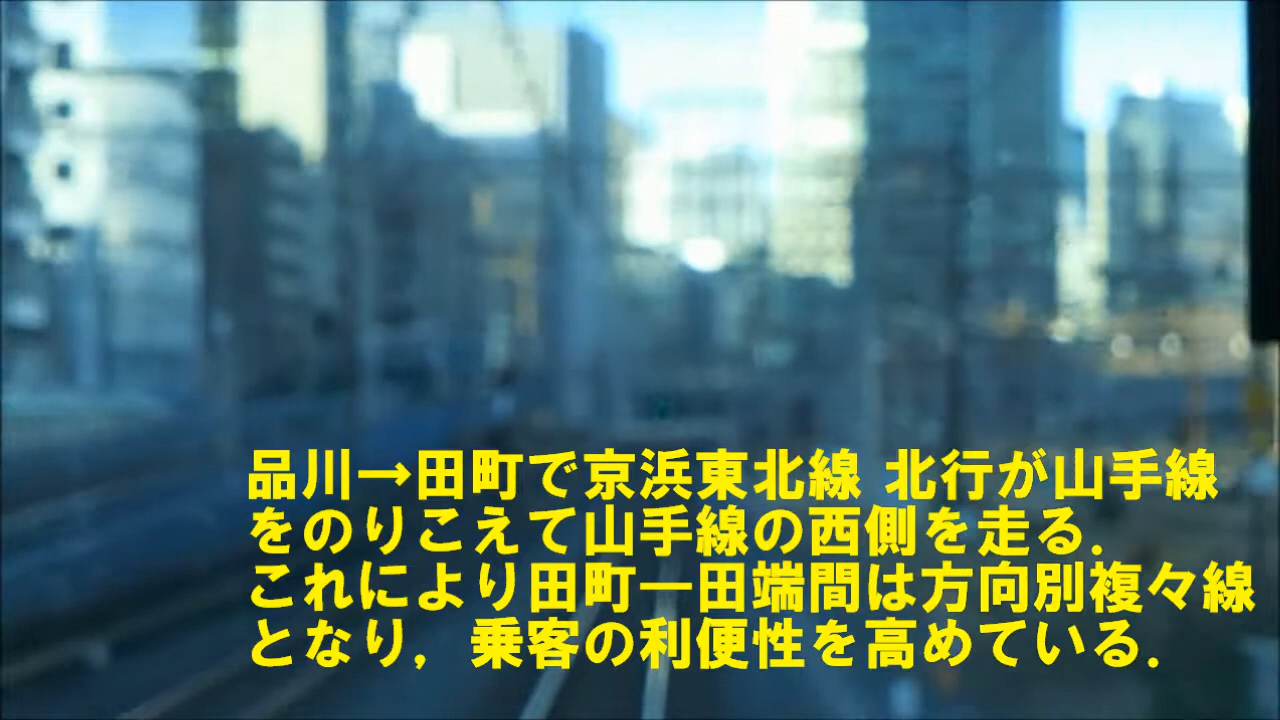 品川→田町で京浜東北線 北行が山手線
をのりこえて山手線の西側を走る.
これにより田町ー田端間は方向別複々線
となり, 乗客の利便性を高めている.